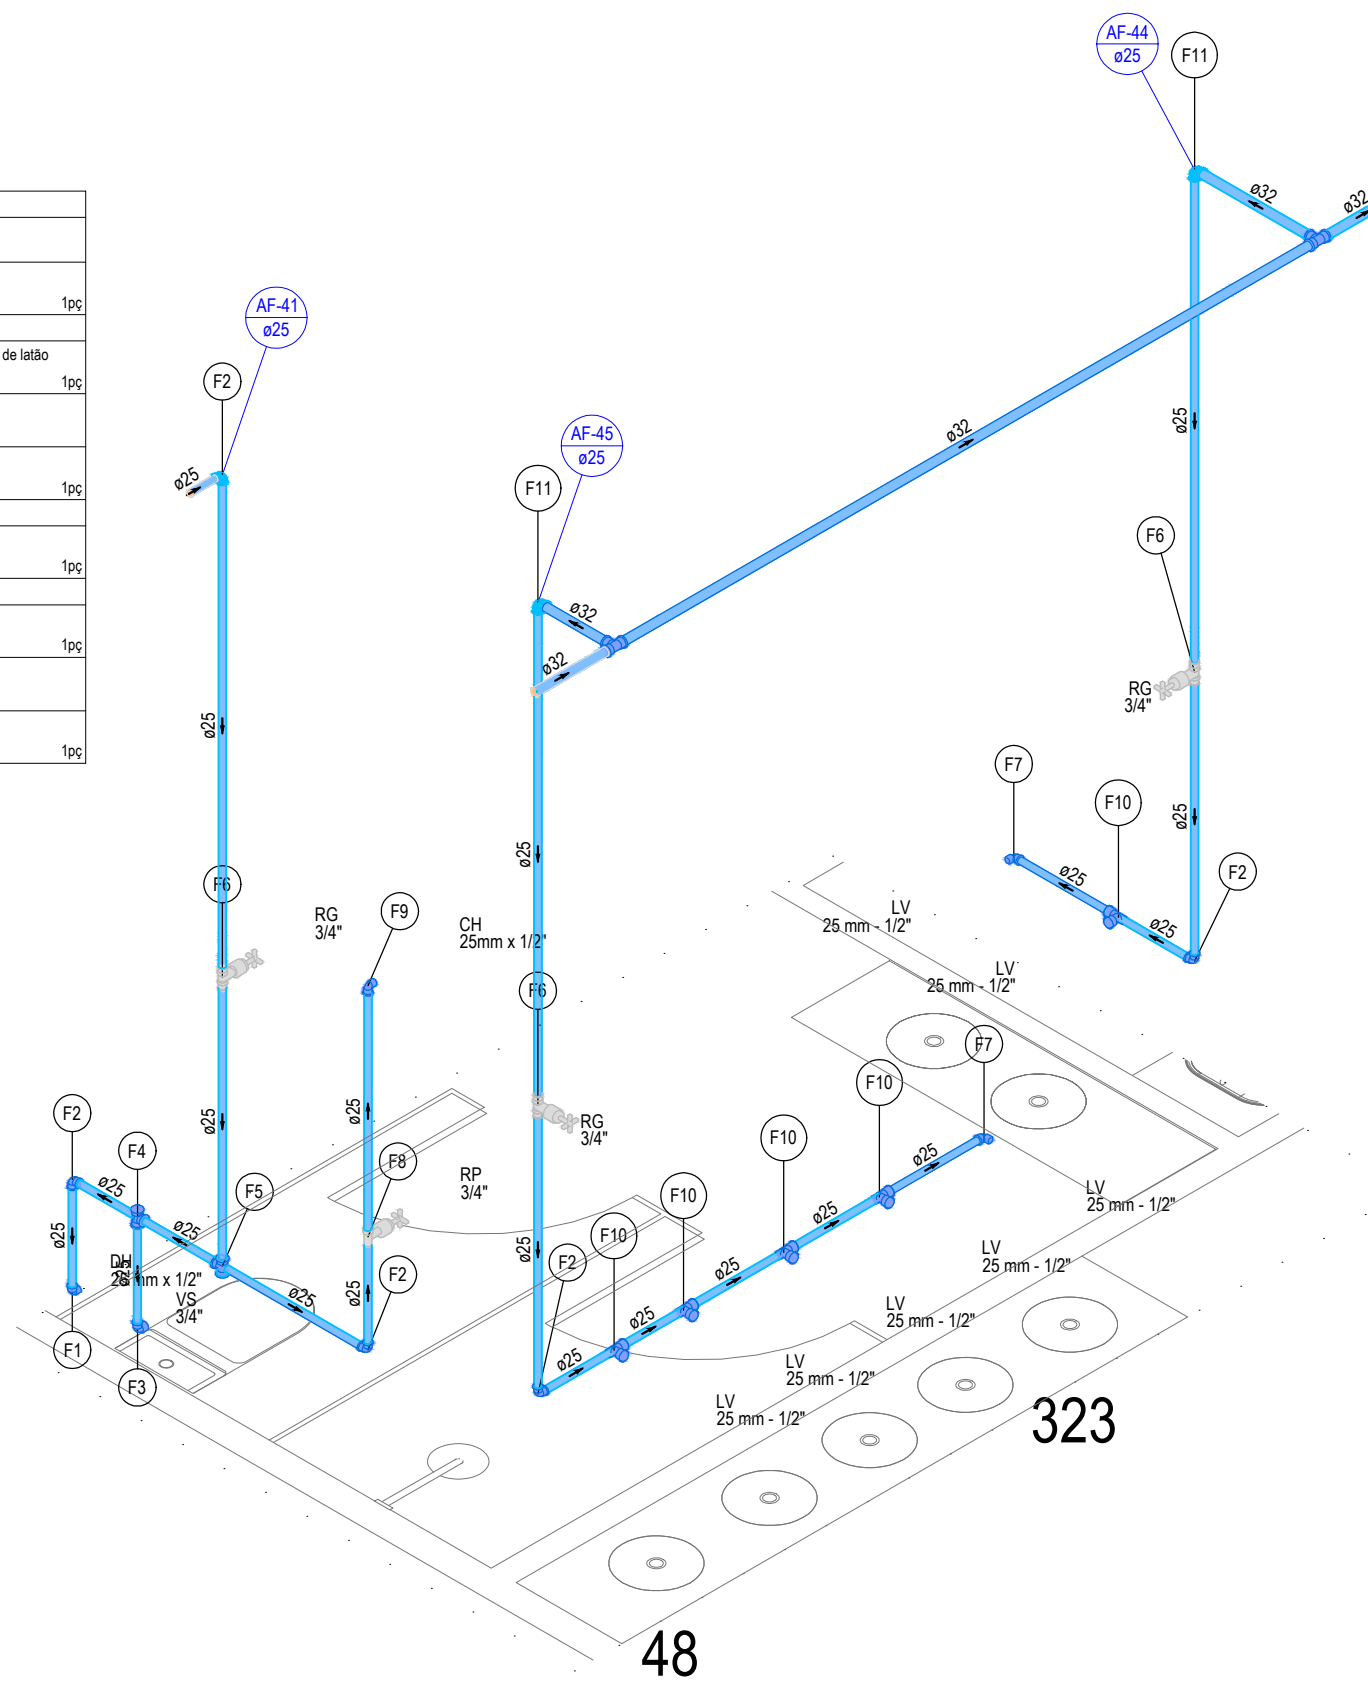 AF-44
ø25
F11
ø32
ø32
1pç
de latão
1pç
1pç
1pç
1pç
1pç
AF-41
ø25
F2
ø25
AF-45
ø25
F11
ø32
ø25
F6
ø32
ø32
RG
3/4"
ø25
ø25
F7
F10
ø25
ø25
ø25
F2
F6
RG
3/4"
F9
CH
25mm x 1/2"
F6
LV
25 mm - 1/2"
LV
25 mm - 1/2"
F7
F10
F2
F4
ø25
ø25
RG
3/4"
F10
F8
RP
3/4"
F10
ø25
F5
ø25
ø25
ø25
ø25
LV
25 mm - 1/2"
ø25
ø25
F10
F2
F2
ø25
LV
25 mm - 1/2"
DH
25 mm x 1/2"
VS
3/4"
ø25
ø25
ø25
LV
25 mm - 1/2"
F1
F3
ø25
LV
25 mm - 1/2"
LV
25 mm - 1/2"
323
48